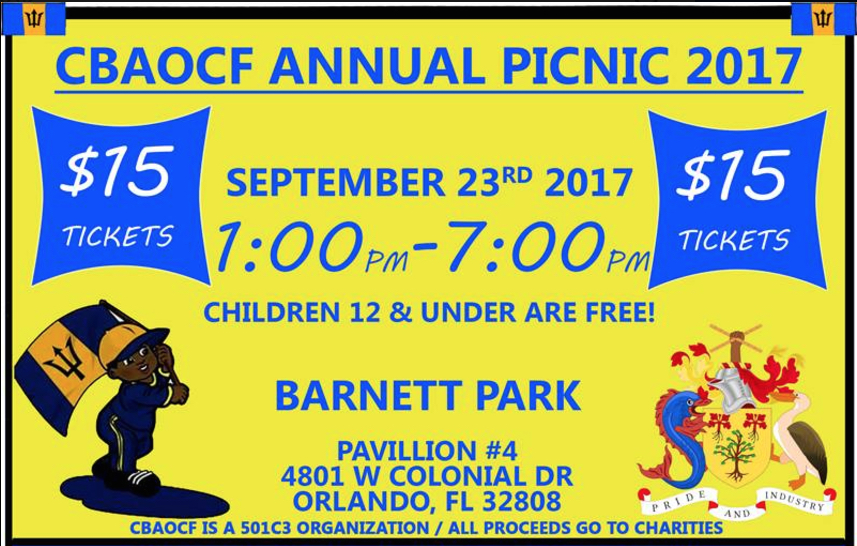 CBAOCF ANNUAL PICNIC 2017
$15
TICKETS
SEPTEMBER 23RD 2017
1:00PM-7:00PM
$15
TICKETS
CHILDREN 12 & UNDER ARE FREE!
BARNETT PARK
PAVILLION #4
4801 W COLONIAL DR
ORLANDO, FL 32808
PRIDE AND INDUSTRY
CBAOCF IS A 501C3 ORGANIZATION / ALL PROCEEDS GO TO CHARITIES